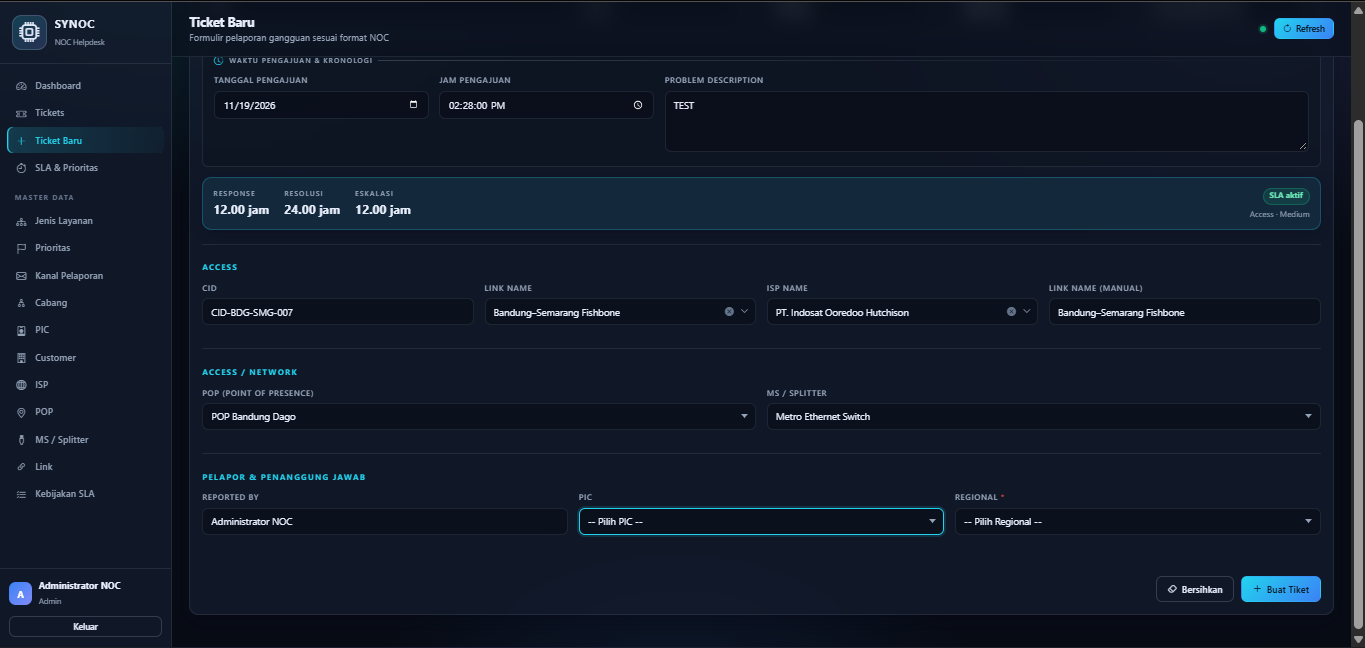 SYNOC
NOC Helpdesk
Dashboard
Tickets
Ticket Baru
SLA & Prioritas
MASTER DATA
Jenis Layanan
Prioritas
Kanal Pelaporan
Cabang
PIC
Customer
ISP
POP
MS / Splitter
Link
Kebijakan SLA
A
Administrator NOC
Admin
Keluar
Ticket Baru
Formulir pelaporan gangguan sesuai format NOC
Refresh
WAKTU PENGAJUAN & KRONOLOGI
TANGGAL PENGAJUAN JAM PENGAJUAN PROBLEM DESCRIPTION
11/19/2026 02:28:00 PM TEST
RESPONSE RESOLUSI ESKALASI
12.00 jam 24.00 jam 12.00 jam
SLA aktif
Access · Medium
ACCESS
CID LINK NAME ISP NAME LINK NAME (MANUAL)
CID-BDG-SMG-007 Bandung–Semarang Fishbone PT. Indosat Ooredoo Hutchison Bandung–Semarang Fishbone
ACCESS / NETWORK
POP (POINT OF PRESENCE) MS / SPLITTER
POP Bandung Dago Metro Ethernet Switch
PELAPOR & PENANGGUNG JAWAB
REPORTED BY PIC REGIONAL *
Administrator NOC -- Pilih PIC -- -- Pilih Regional --
Bersihkan + Buat Tiket